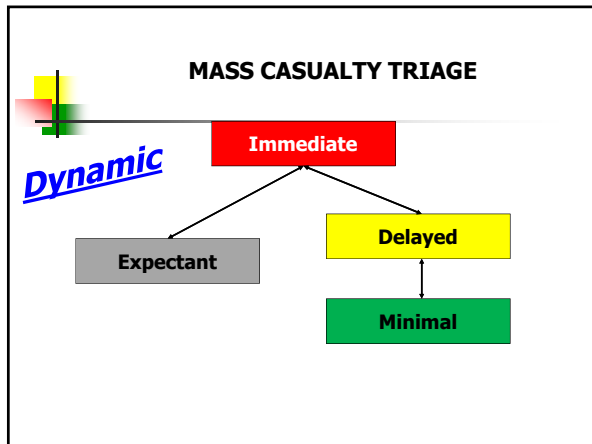 MASS CASUALTY TRIAGE
Immediate
Dynamic
Delayed
Expectant
Minimal